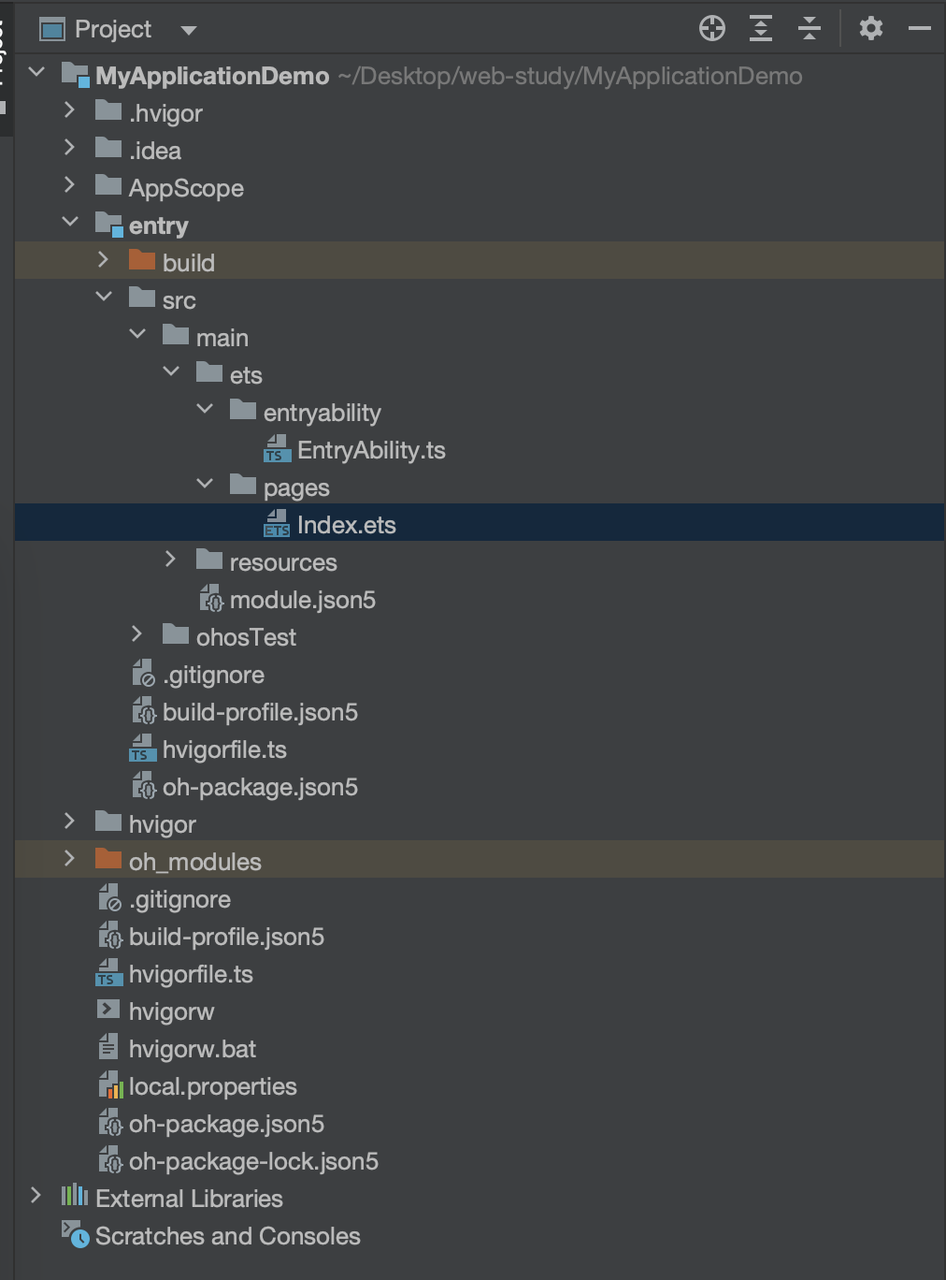 Project
MyApplicationDemo ~/Desktop/web-study/MyApplicationDemo
.hvigor
.idea
AppScope
entry
build
src
main
ets
entryability
TS EntryAbility.ts
pages
ETS Index.ets
resources
module.json5
ohosTest
.gitignore
build-profile.json5
TS hvigorfile.ts
oh-package.json5
hvigor
oh_modules
.gitignore
build-profile.json5
TS hvigorfile.ts
hvigorw
hvigorw.bat
local.properties
oh-package.json5
oh-package-lock.json5
External Libraries
Scratches and Consoles